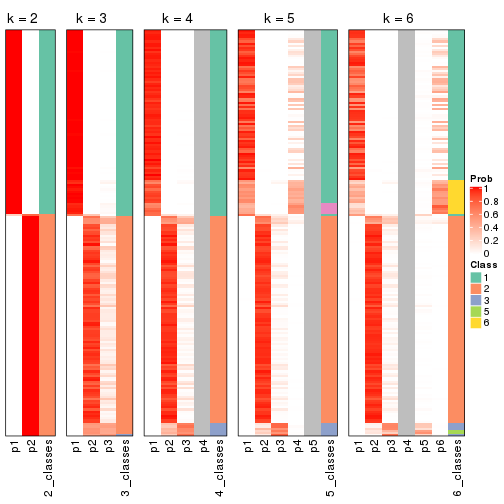 k = 2
k = 3
k = 4
k = 5
k = 6
Prob
1
0.8
0.6
0.4
0.2
0
Class
1
2
3
5
6
p1
p2
2_classes
p1
p2
p3
3_classes
p1
p2
p3
p4
4_classes
p1
p2
p3
p4
p5
5_classes
p1
p2
p3
p4
p5
p6
6_classes